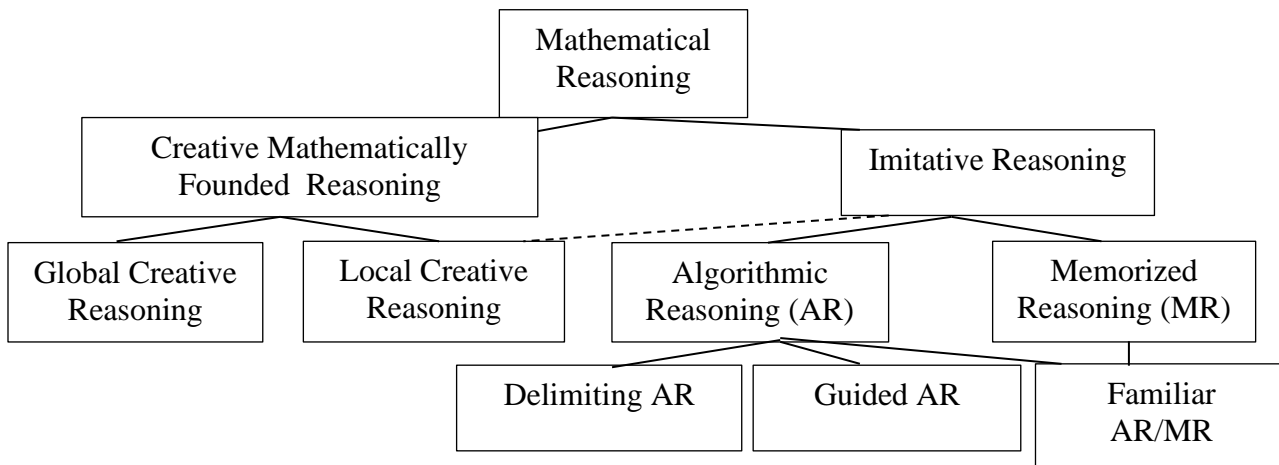 Mathematical
Reasoning
Creative Mathematically
Founded Reasoning
Imitative Reasoning
Global Creative
Reasoning
Local Creative
Reasoning
Algorithmic
Reasoning (AR)
Memorized
Reasoning (MR)
Delimiting AR
Guided AR
Familiar
AR/MR